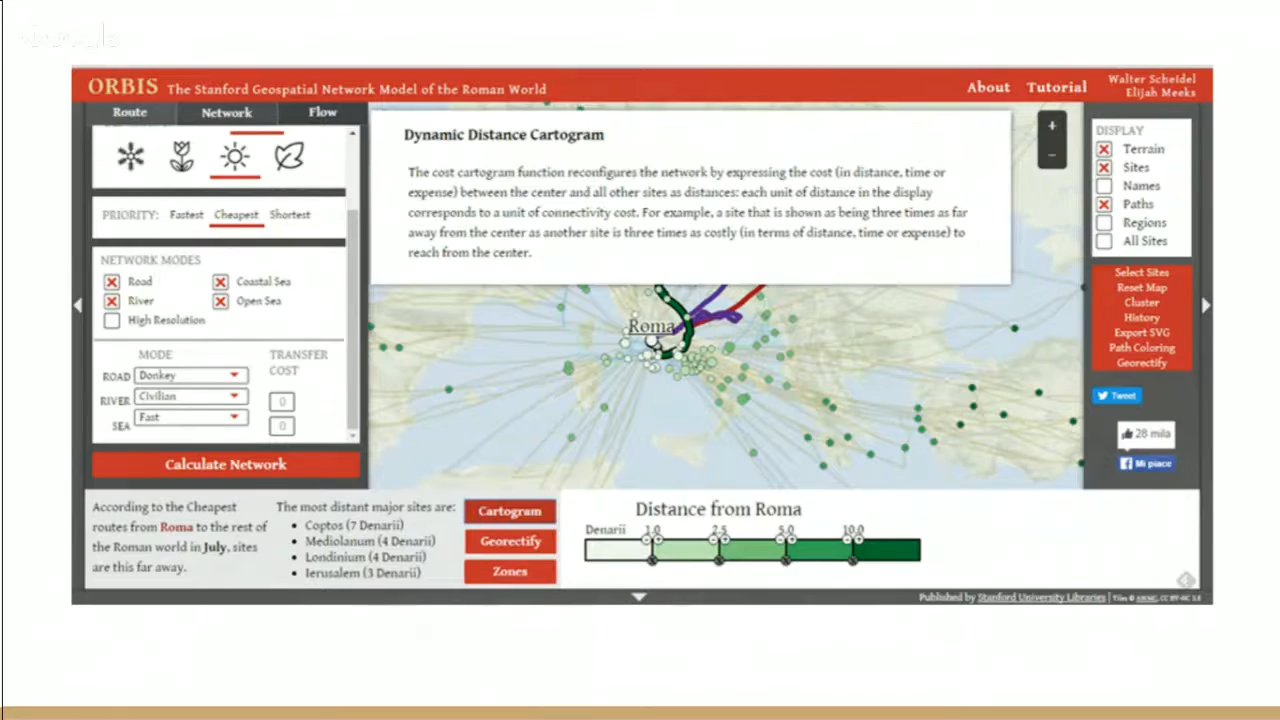 ORBIS The Stanford Geospatial Network Model of the Roman World
About Tutorial
Walter Scheidel
Elijah Meeks
Route Network Flow
PRIORITY: Fastest Cheapest Shortest
NETWORK MODES
Road Coastal Sea
River Open Sea
High Resolution
MODE TRANSFER COST
ROAD Donkey
RIVER Civilian 0
SEA Fast 0
Calculate Network
Dynamic Distance Cartogram
The cost cartogram function reconfigures the network by expressing the cost (in distance, time or
expense) between the center and all other sites as distances: each unit of distance in the display
corresponds to a unit of connectivity cost. For example, a site that is shown as being three times as far
away from the center as another site is three times as costly (in terms of distance, time or expense) to
reach from the center.
Roma
+
−
DISPLAY
Terrain
Sites
Names
Paths
Regions
All Sites
Select Sites
Reset Map
Cluster
History
Export SVG
Path Coloring
Georectify
Tweet
28 mila
Mi piace
According to the Cheapest
routes from Roma to the rest of
the Roman world in July, sites
are this far away.
The most distant major sites are:
• Coptos (7 Denarii)
• Mediolanum (4 Denarii)
• Londinium (4 Denarii)
• Ierusalem (3 Denarii)
Cartogram
Georectify
Zones
Distance from Roma
Denarii 1.0 2.5 5.0 10.0
Published by Stanford University Libraries | Tiles © AWMC, CC BY-NC 3.0